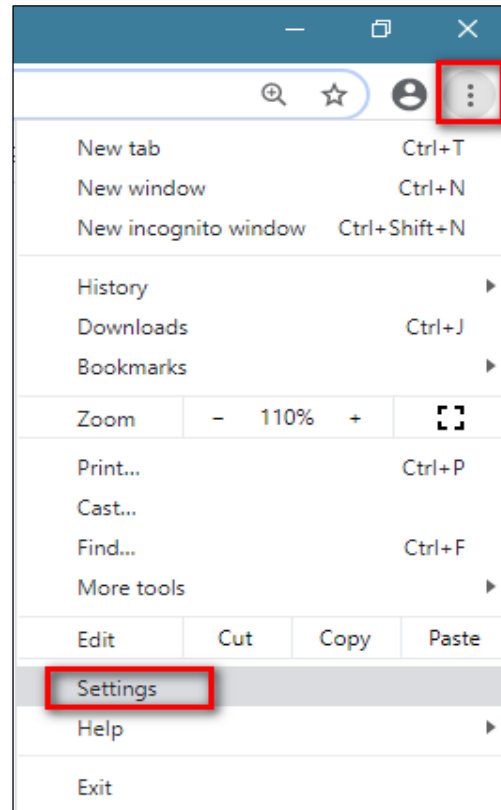 New tab Ctrl+T
New window Ctrl+N
New incognito window Ctrl+Shift+N
History
Downloads Ctrl+J
Bookmarks
Zoom - 110% +
Print... Ctrl+P
Cast...
Find... Ctrl+F
More tools
Edit Cut Copy Paste
Settings
Help
Exit